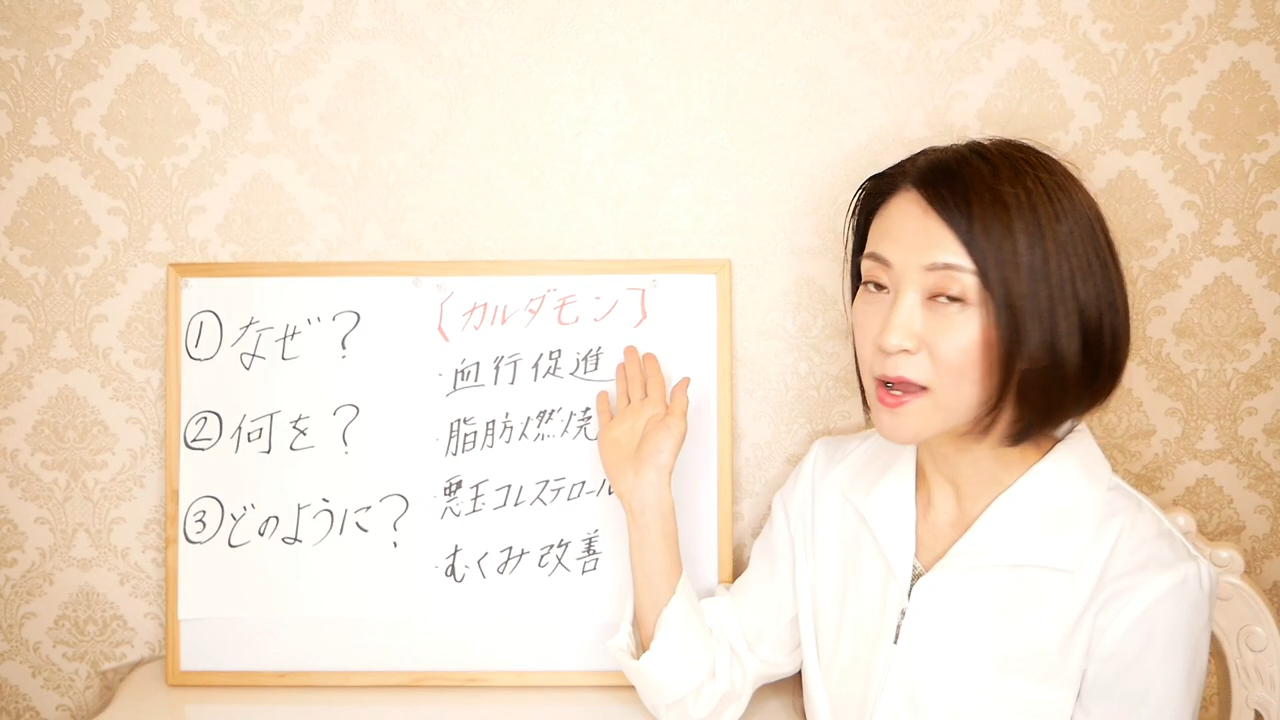 ①なぜ？
②何を？
③どのように？
［カルダモン］
・血行促進
・脂肪燃焼
・悪玉コレステロール
・むくみ改善